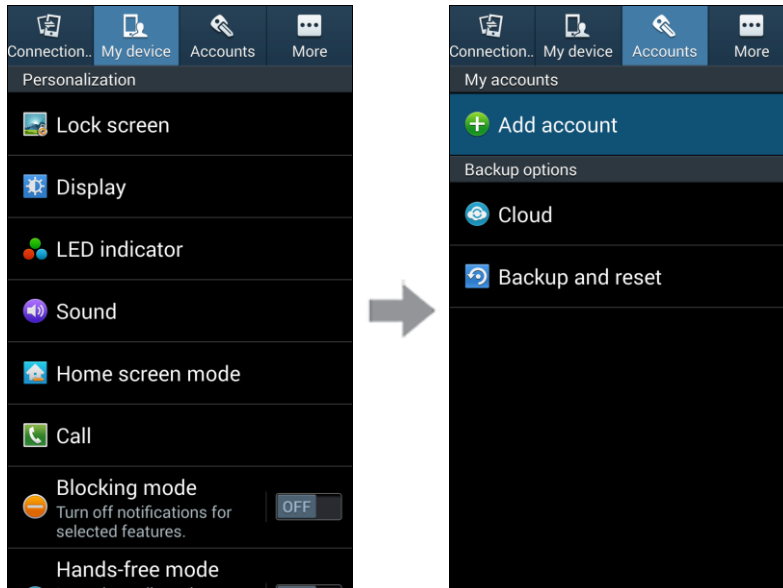 Connection..
My device
Accounts
More
Personalization
Lock screen
Display
LED indicator
Sound
Home screen mode
Call
Blocking mode
Turn off notifications for
selected features.
OFF
Hands-free mode
Connection..
My device
Accounts
More
My accounts
Add account
Backup options
Cloud
Backup and reset